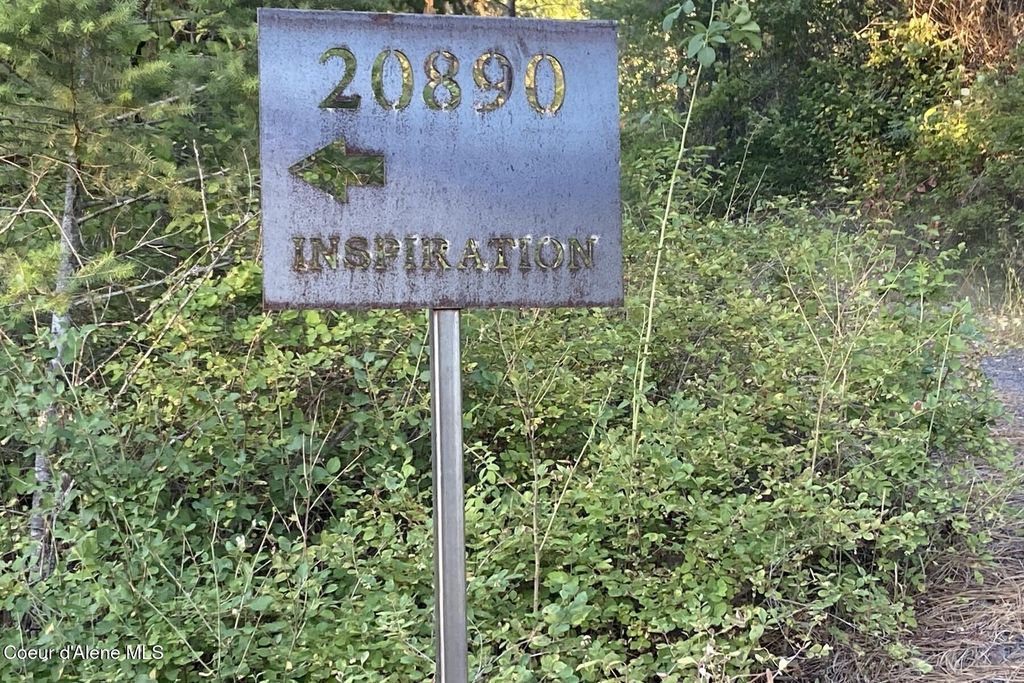 20890
INSPIRATION
Coeur d'Alene MLS